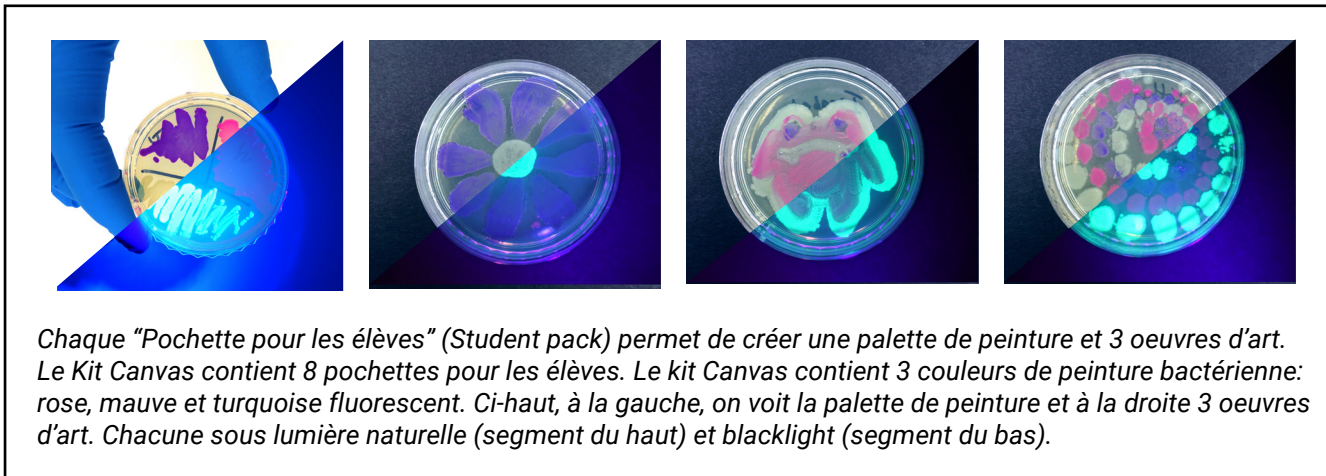 Chaque “Pochette pour les élèves” (Student pack) permet de créer une palette de peinture et 3 oeuvres d’art.
Le Kit Canvas contient 8 pochettes pour les élèves. Le kit Canvas contient 3 couleurs de peinture bactérienne:
rose, mauve et turquoise fluorescent. Ci-haut, à la gauche, on voit la palette de peinture et à la droite 3 oeuvres
d’art. Chacune sous lumière naturelle (segment du haut) et blacklight (segment du bas).